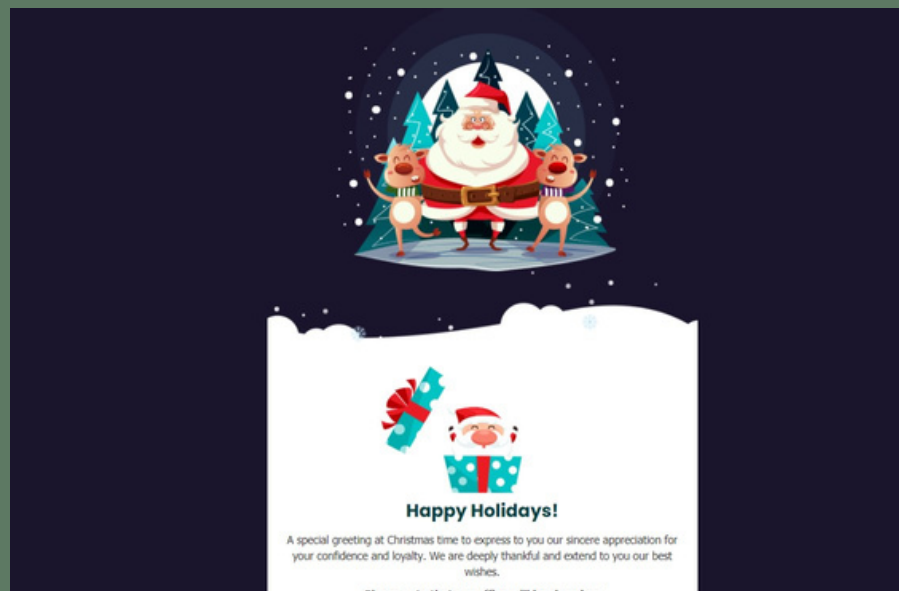 Happy Holidays!
A special greeting at Christmas time to express to you our sincere appreciation for
your confidence and loyalty. We are deeply thankful and extend to you our best
wishes.